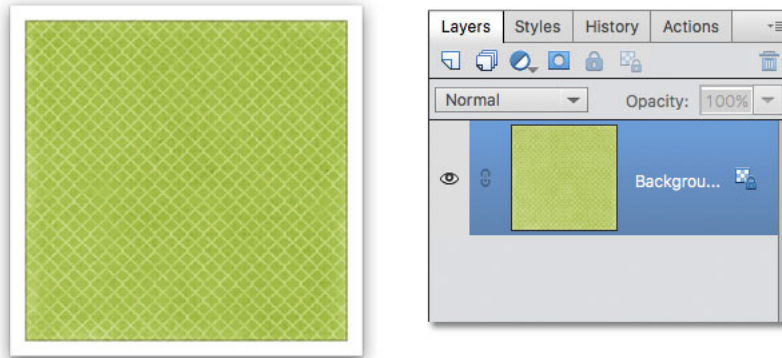 Layers Styles History Actions
Normal Opacity: 100%
Backgrou...